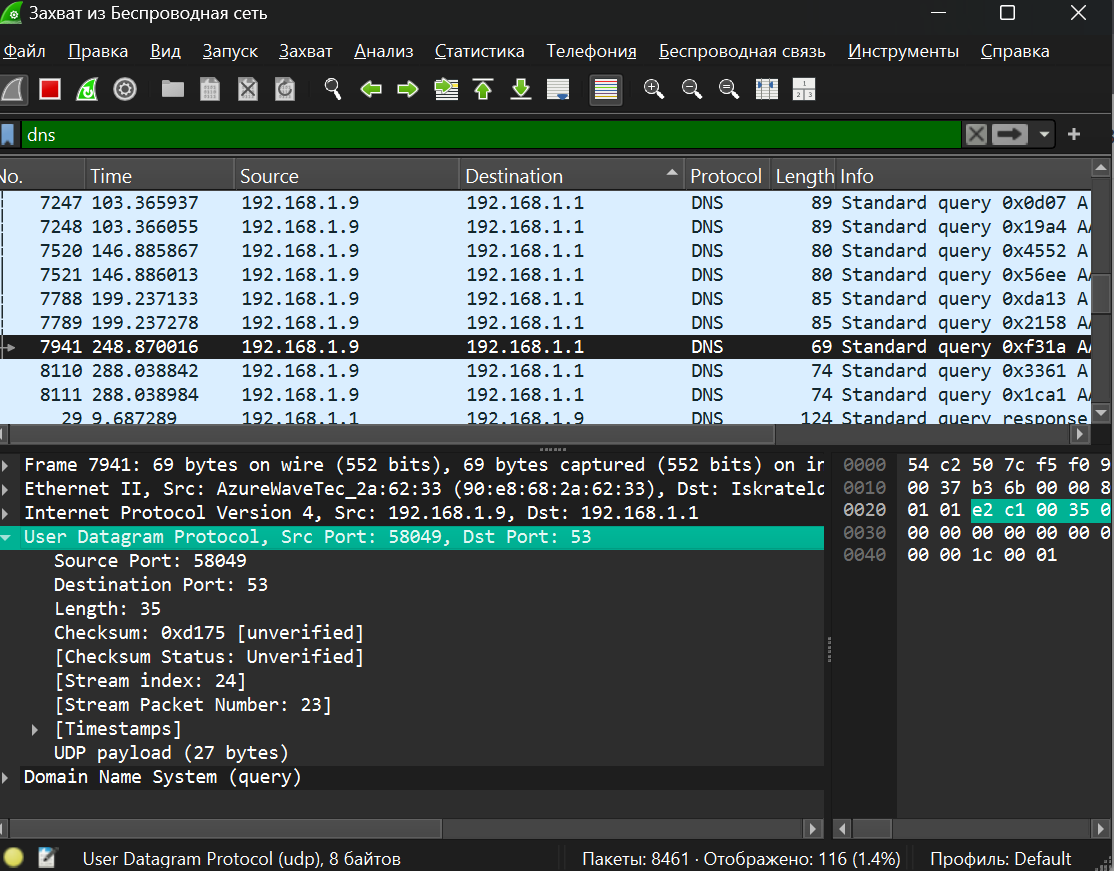 Захват из Беспроводная сеть
Файл Правка Вид Запуск Захват Анализ Статистика Телефония Беспроводная связь Инструменты Справка
dns
No. Time Source Destination Protocol Length Info
7247 103.365937 192.168.1.9 192.168.1.1 DNS 89 Standard query 0x0d07 A
7248 103.366055 192.168.1.9 192.168.1.1 DNS 89 Standard query 0x19a4 A
7520 146.885867 192.168.1.9 192.168.1.1 DNS 80 Standard query 0x4552 A
7521 146.886013 192.168.1.9 192.168.1.1 DNS 80 Standard query 0x56ee A
7788 199.237133 192.168.1.9 192.168.1.1 DNS 85 Standard query 0xda13 A
7789 199.237278 192.168.1.9 192.168.1.1 DNS 85 Standard query 0x2158 A
7941 248.870016 192.168.1.9 192.168.1.1 DNS 69 Standard query 0xf31a A
8110 288.038842 192.168.1.9 192.168.1.1 DNS 74 Standard query 0x3361 A
8111 288.038984 192.168.1.9 192.168.1.1 DNS 74 Standard query 0x1ca1 A
29 9.687289 192.168.1.1 192.168.1.9 DNS 124 Standard query response
Frame 7941: 69 bytes on wire (552 bits), 69 bytes captured (552 bits) on in
Ethernet II, Src: AzureWaveTec_2a:62:33 (90:e8:68:2a:62:33), Dst: Iskratel
Internet Protocol Version 4, Src: 192.168.1.9, Dst: 192.168.1.1
User Datagram Protocol, Src Port: 58049, Dst Port: 53
Source Port: 58049
Destination Port: 53
Length: 35
Checksum: 0xd175 [unverified]
[Checksum Status: Unverified]
[Stream index: 24]
[Stream Packet Number: 23]
[Timestamps]
UDP payload (27 bytes)
Domain Name System (query)
0000 54 c2 50 7c f5 f0 9
0010 00 37 b3 6b 00 00 8
0020 01 01 e2 c1 00 35 0
0030 00 00 00 00 00 00 0
0040 00 00 1c 00 01
User Datagram Protocol (udp), 8 байтов
Пакеты: 8461 · Отображено: 116 (1.4%)
Профиль: Default